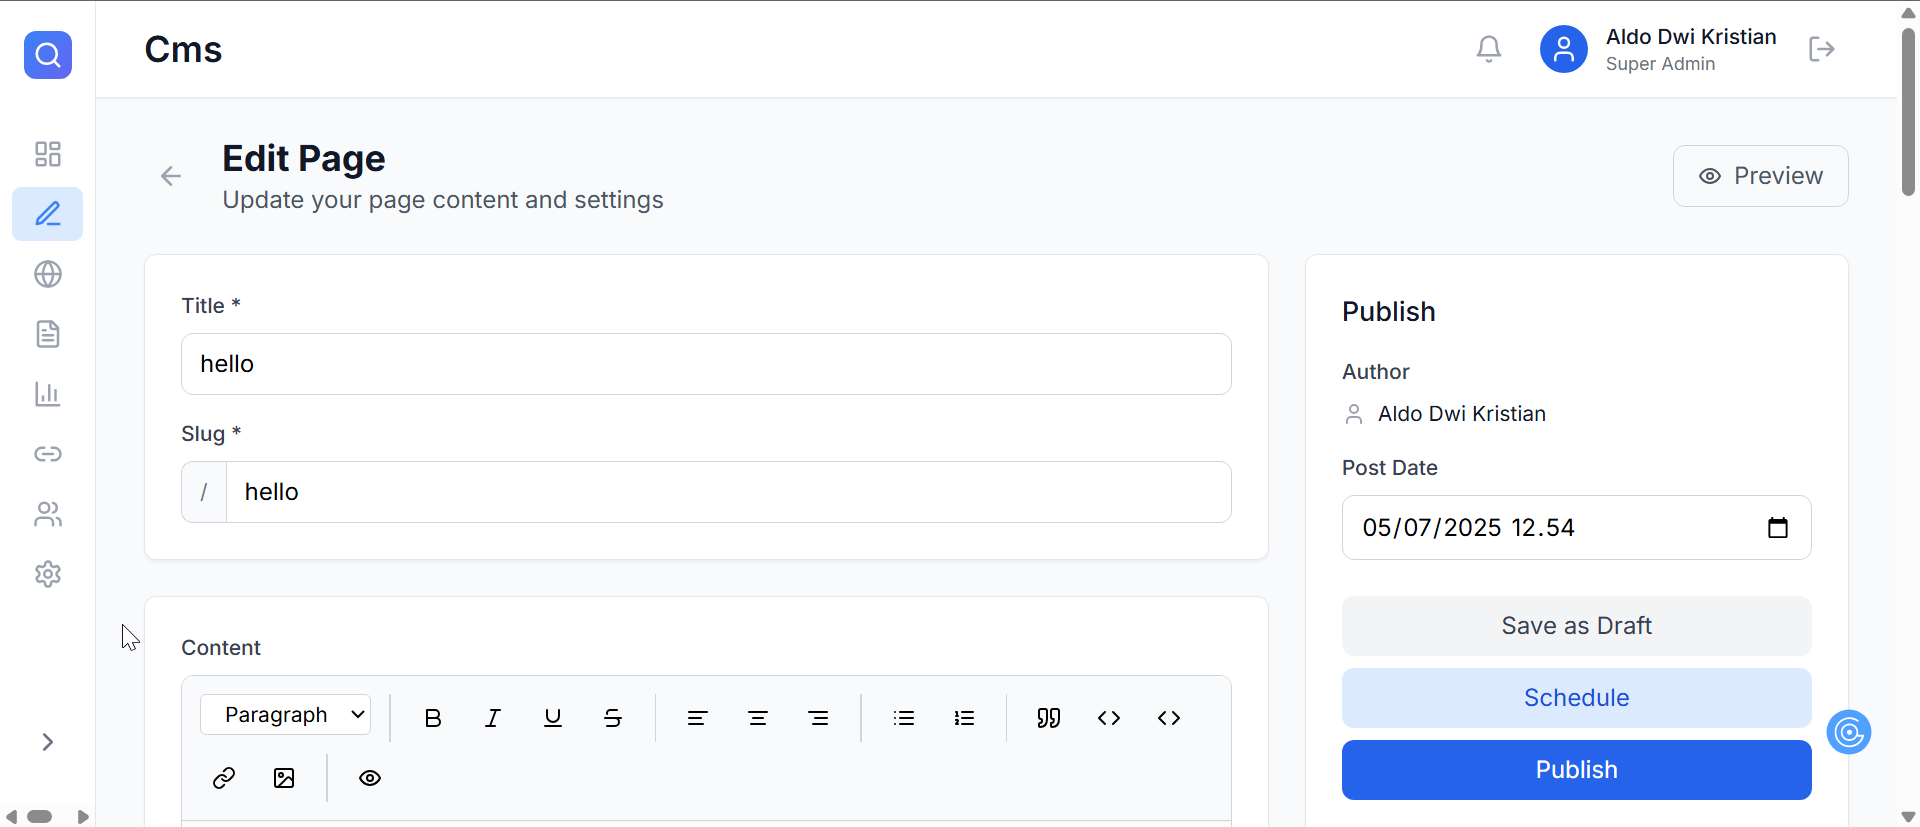 Cms
Aldo Dwi Kristian
Super Admin
Edit Page
Update your page content and settings
Preview
Title *
hello
Slug *
/ hello
Content
Paragraph
Publish
Author
Aldo Dwi Kristian
Post Date
05/07/2025 12.54
Save as Draft
Schedule
Publish